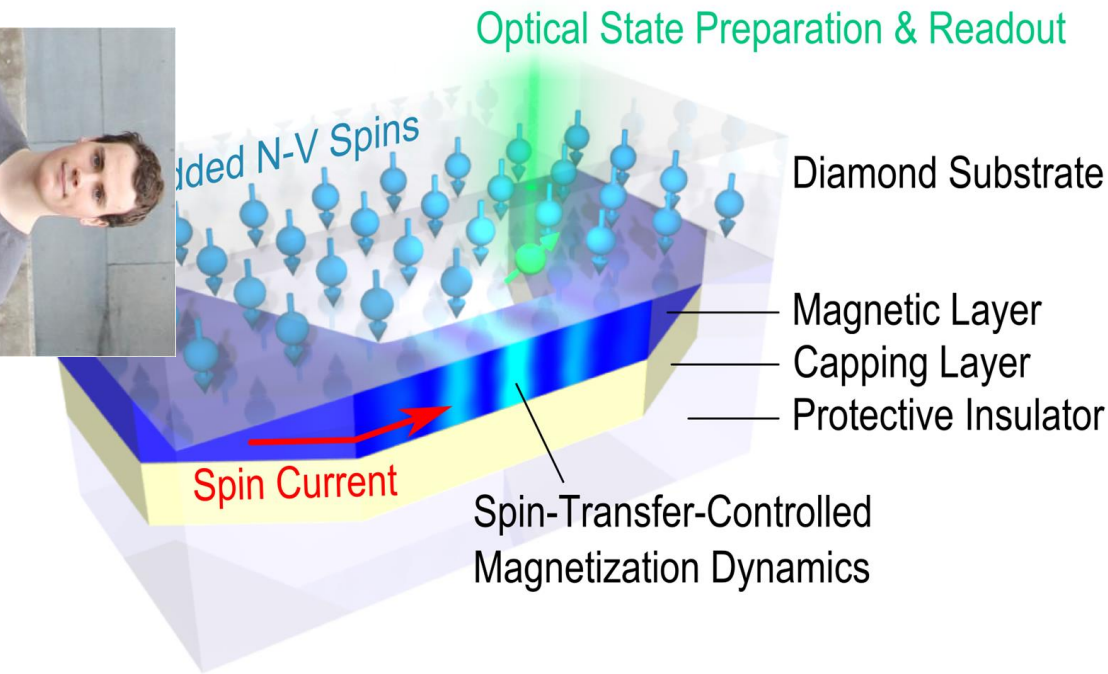 Optical State Preparation & Readout
N-V Spins
Diamond Substrate
Magnetic Layer
Capping Layer
Protective Insulator
Spin Current
Spin-Transfer-Controlled
Magnetization Dynamics